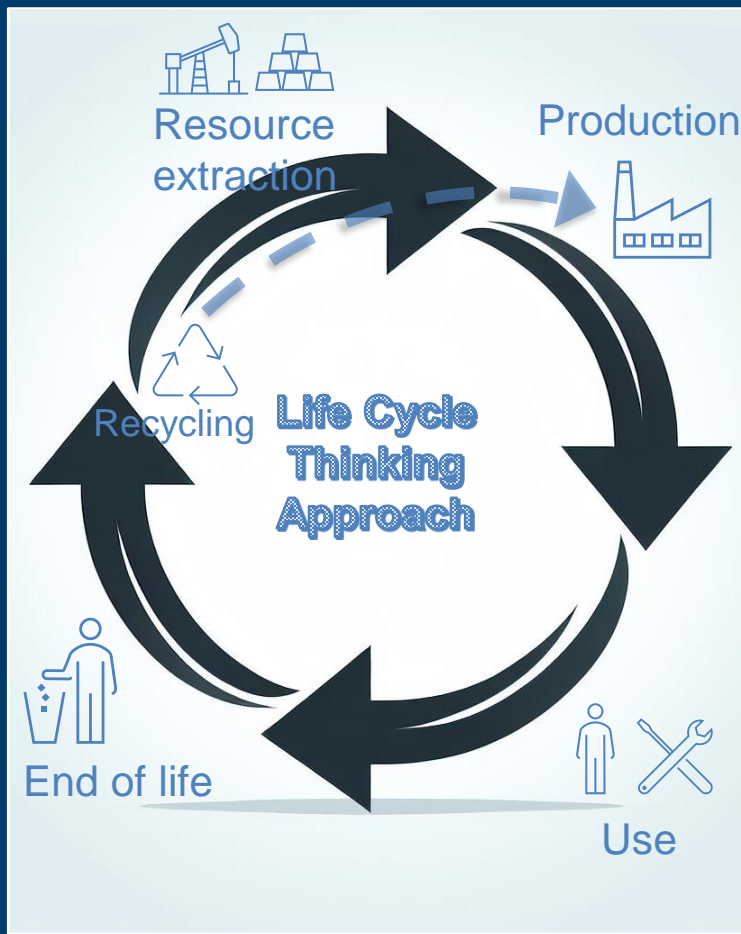 Resource
extraction
Production
Recycling
Life Cycle
Thinking
Approach
End of life
Use